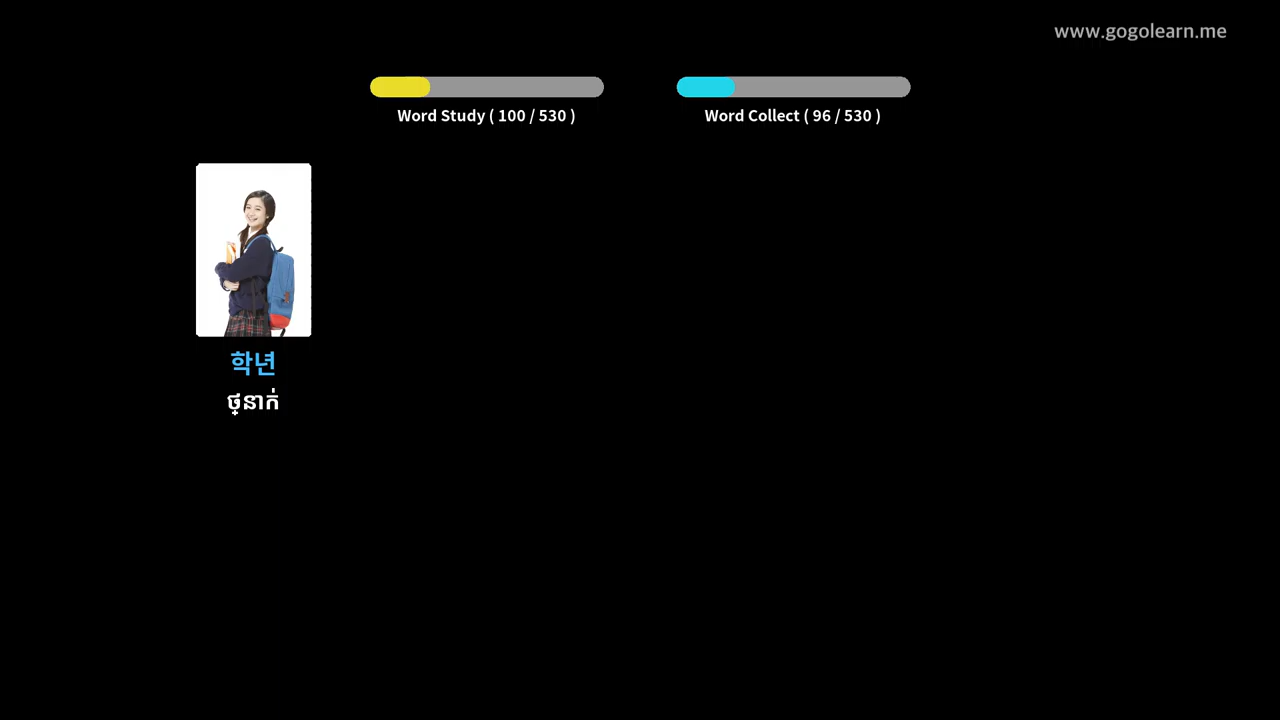 www.gogolearn.me
Word Study ( 100 / 530 )
Word Collect ( 96 / 530 )
학년
ថ្នាក់